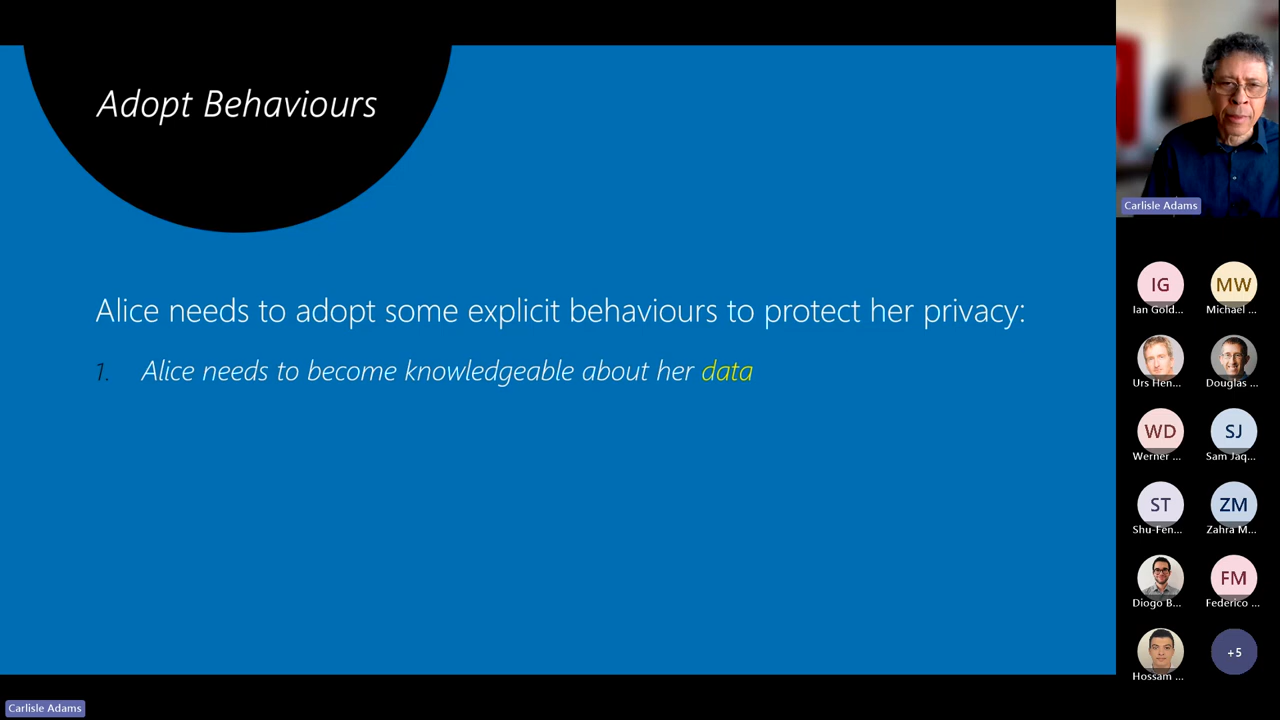 Adopt Behaviours
Alice needs to adopt some explicit behaviours to protect her privacy:
1. Alice needs to become knowledgeable about her data
Carlisle Adams
IG
Ian Gold...
MW
Michael ...
Urs Hen...
Douglas ...
WD
Werner ...
SJ
Sam Jaq...
ST
Shu-Fen...
ZM
Zahra M...
Diogo B...
FM
Federico ...
Hossam ...
+5
Carlisle Adams